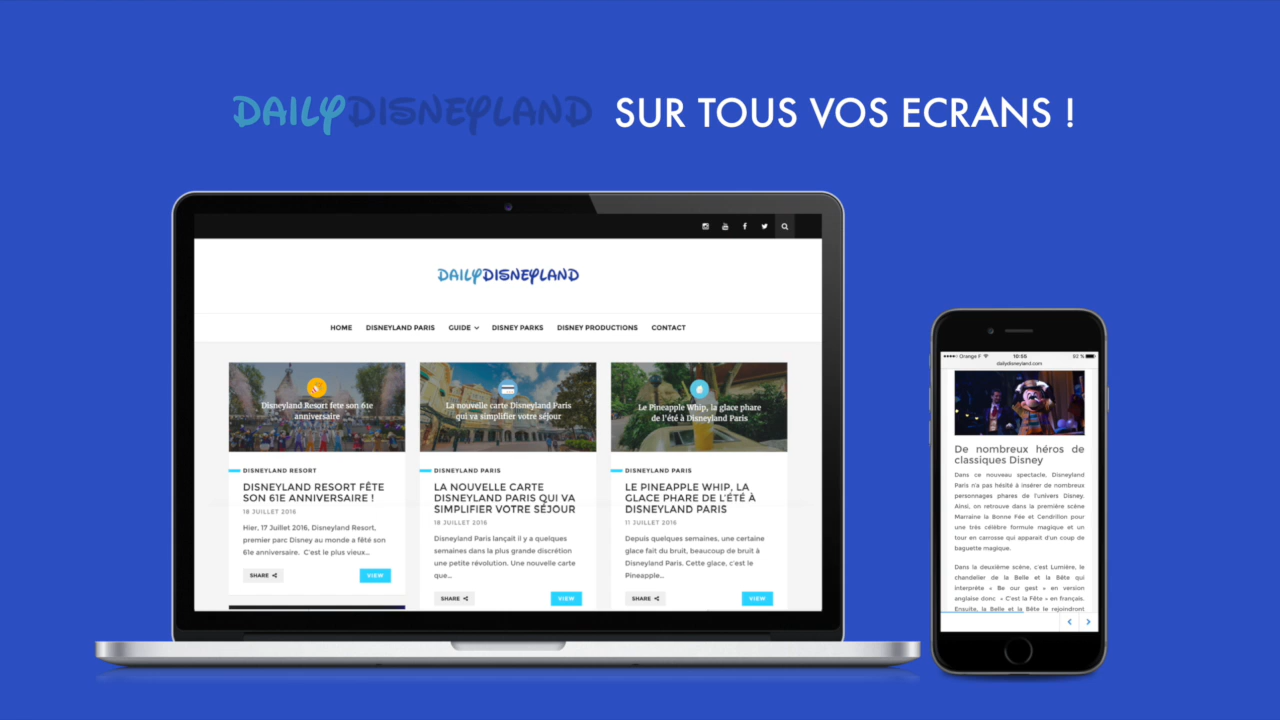 DAILYDISNEYLAND SUR TOUS VOS ECRANS !
DAILYDISNEYLAND
HOME DISNEYLAND PARIS GUIDE DISNEY PARKS DISNEY PRODUCTIONS CONTACT
Disneyland Resort fete son 61e
anniversaire
DISNEYLAND RESORT
DISNEYLAND RESORT FÊTE
SON 61E ANNIVERSAIRE !
18 JUILLET 2016
Hier, 17 Juillet 2016, Disneyland Resort,
premier parc Disney au monde a fêté son
61e anniversaire. C'est le plus vieux...
SHARE VIEW
La nouvelle carte Disneyland Paris
qui va simplifier votre séjour
DISNEYLAND PARIS
LA NOUVELLE CARTE
DISNEYLAND PARIS QUI VA
SIMPLIFIER VOTRE SÉJOUR
18 JUILLET 2016
Disneyland Paris lançait il y a quelques
semaines dans la plus grande discrétion
une petite révolution. Une nouvelle carte
que...
SHARE VIEW
Le Pineapple Whip, la glace phare
de l'été à Disneyland Paris
DISNEYLAND PARIS
LE PINEAPPLE WHIP, LA
GLACE PHARE DE L'ÉTÉ À
DISNEYLAND PARIS
11 JUILLET 2016
Depuis quelques semaines, une certaine
glace fait du bruit, beaucoup de bruit à
Disneyland Paris. Cette glace, c'est le
Pineapple...
SHARE VIEW
Orange F 10:55 92 %
dailydisneyland.com
De nombreux héros de
classiques Disney
Dans ce nouveau spectacle, Disneyland
Paris n'a pas hésité à insérer de nombreux
personnages phares de l'univers Disney.
Ainsi, on retrouve dans la première scène
Marraine la Bonne Fée et Cendrillon pour
une très célèbre formule magique et un
tour en carrosse qui apparait d'un coup de
baguette magique.
Dans la deuxième scène, c'est Lumière, le
chandelier de la Belle et la Bête qui
interprète « Be our gest » en version
anglaise donc « C'est la Fête » en français.
Ensuite, la Belle et la Bête le rejoindront